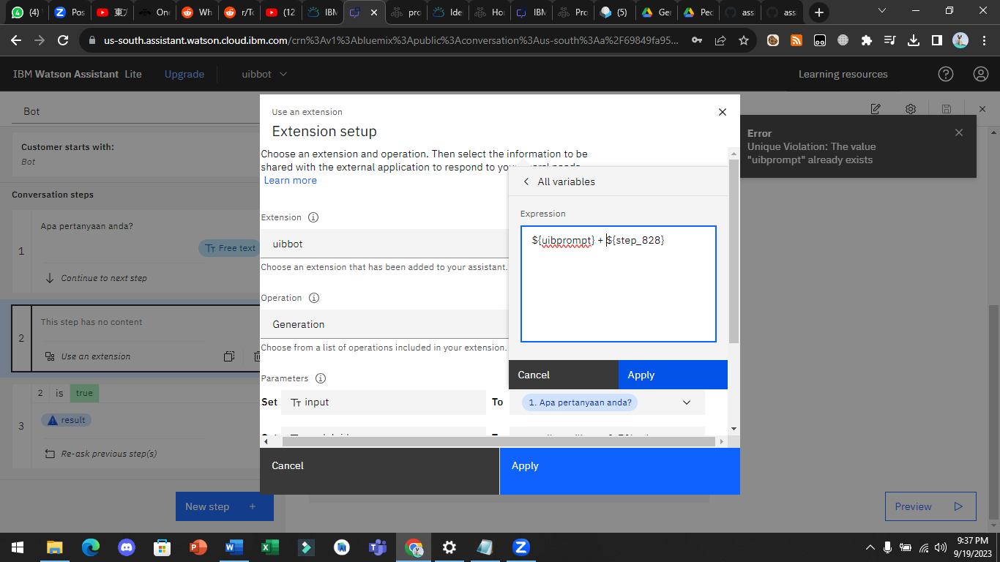 (4)
Pos
東
One
Wh
r/To
(12
IBM
pro
Ide
Ho
IBM
Pro
(5)
Ger
Ped
ass
ass
us-south.assistant.watson.cloud.ibm.com/crn%3Av1%3Abluemix%3Apublic%3Aconversation%3Aus-south%3Aa%2F69849fa95...
IBM Watson Assistant Lite
Upgrade
uibbot
Learning resources
Bot
Customer starts with:
Bot
Conversation steps
1
Apa pertanyaan anda?
Free text
Continue to next step
2
This step has no content
Use an extension
3
2 is true
result
Re-ask previous step(s)
New step +
Use an extension
Extension setup
Choose an extension and operation. Then select the information to be
shared with the external application to respond to
Learn more
Extension
uibbot
Choose an extension that has been added to your assistant.
Operation
Generation
Choose from a list of operations included in your extension.
Parameters
Set
input
To
1. Apa pertanyaan anda?
Cancel
Apply
All variables
Expression
${uibprompt} + ${step_828}
Cancel
Apply
Error
Unique Violation: The value
"uibprompt" already exists
Preview
9:37 PM
9/19/2023